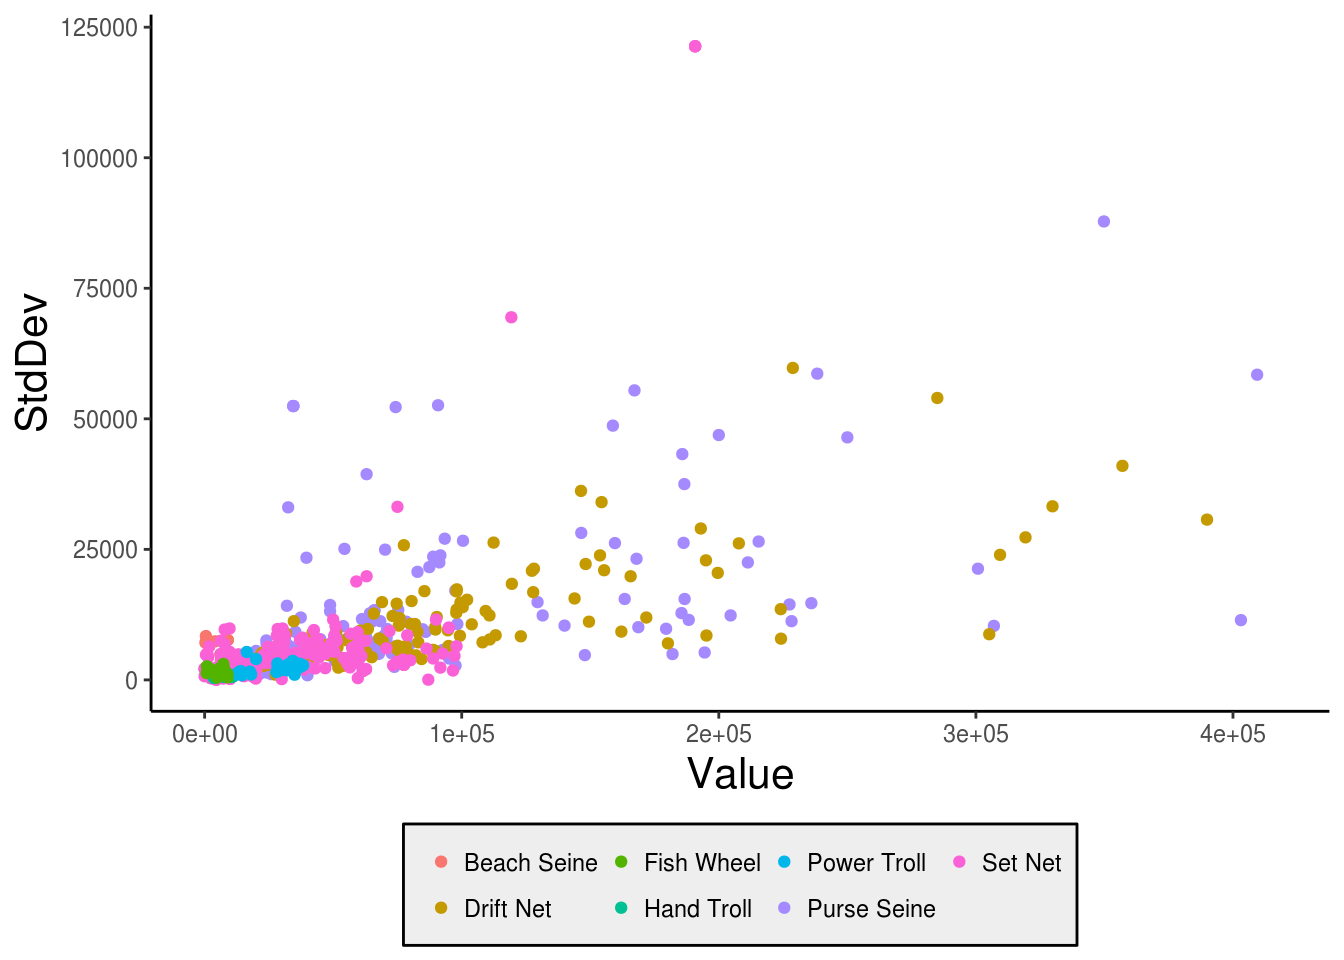 125000
100000
75000
50000
25000
0
StdDev
0e+00 1e+05 2e+05 3e+05 4e+05
Value
Beach Seine Fish Wheel Power Troll Set Net
Drift Net Hand Troll Purse Seine